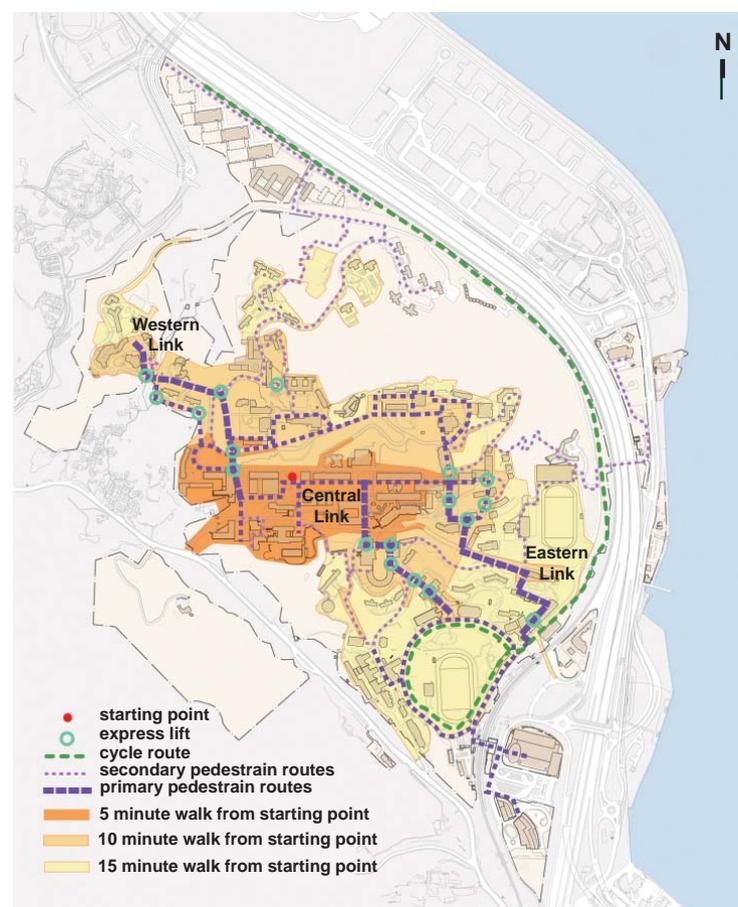 N
Western
Link
Central
Link
Eastern
Link
starting point
express lift
cycle route
secondary pedestrain routes
primary pedestrain routes
5 minute walk from starting point
10 minute walk from starting point
15 minute walk from starting point